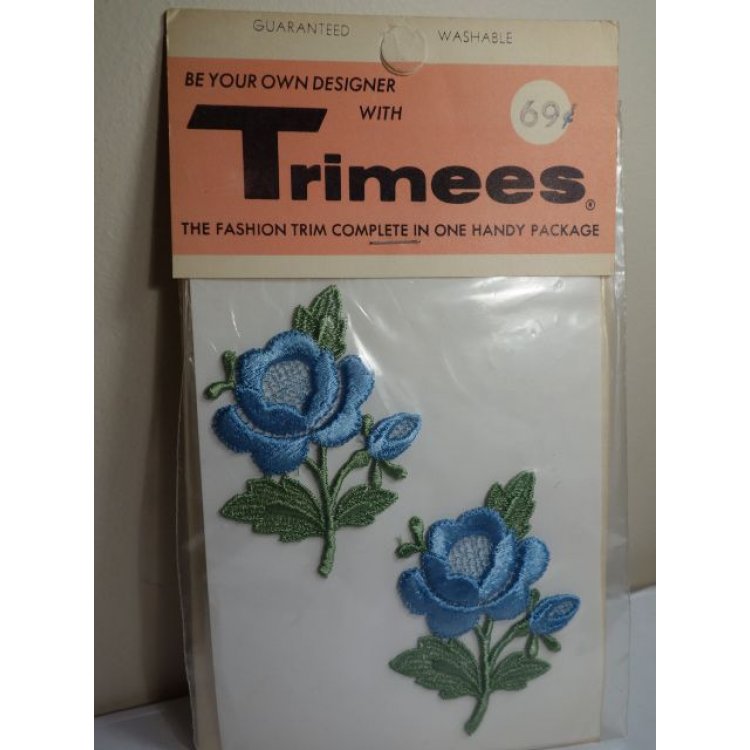 GUARANTEED WASHABLE
BE YOUR OWN DESIGNER
WITH
69¢
Trimees®
THE FASHION TRIM COMPLETE IN ONE HANDY PACKAGE